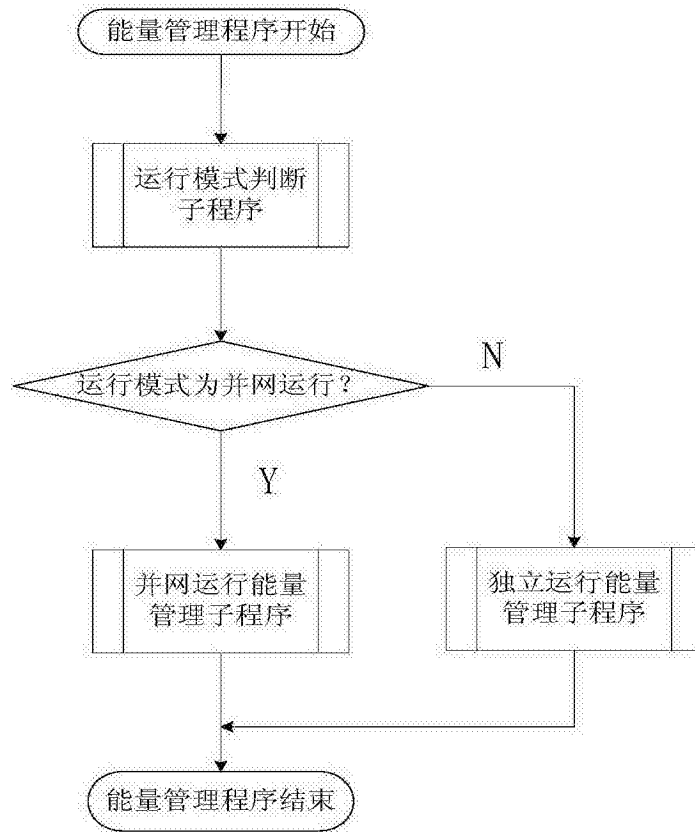 能量管理程序开始
运行模式判断
子程序
运行模式为并网运行？
N
Y
并网运行能量
管理子程序
独立运行能量
管理子程序
能量管理程序结束